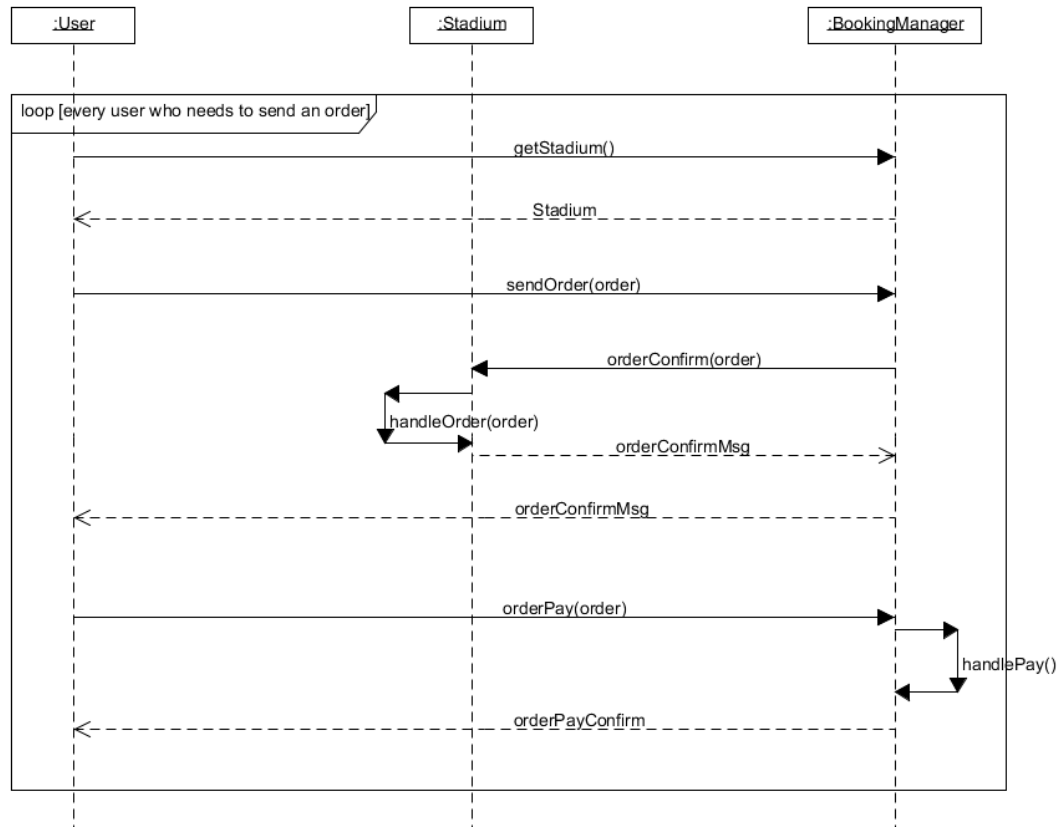 :User
:Stadium
:BookingManager
loop [every user who needs to send an order]
getStadium()
Stadium
sendOrder(order)
orderConfirm(order)
handleOrder(order)
orderConfirmMsg
orderConfirmMsg
orderPay(order)
handlePay()
orderPayConfirm